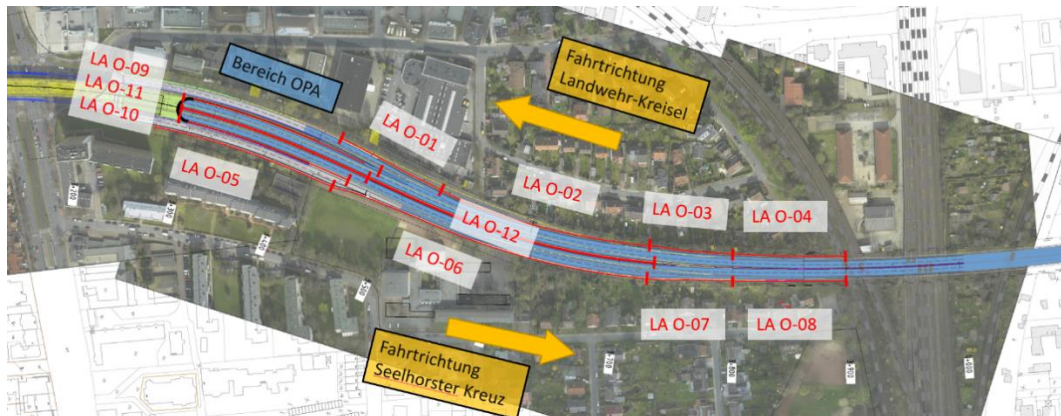 LA O-09
LA O-11
LA O-10
Bereich OPA
LA O-01
Fahrtrichtung
Landwehr-Kreisel
LA O-05
LA O-02
LA O-03
LA O-04
LA O-12
LA O-06
LA O-07
LA O-08
Fahrtrichtung
Seelhorster Kreuz